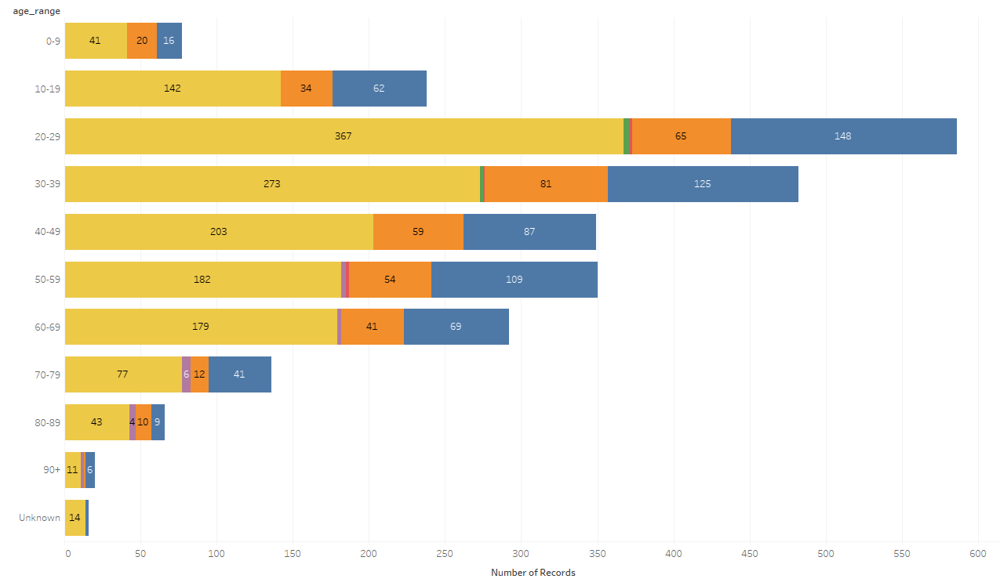 age_range
0-9 41 20 16
10-19 142 34 62
20-29 367 65 148
30-39 273 81 125
40-49 203 59 87
50-59 182 54 109
60-69 179 41 69
70-79 77 6 12 41
80-89 43 4 10 9
90+ 11 6
Unknown 14
0 50 100 150 200 250 300 350 400 450 500 550 600
Number of Records